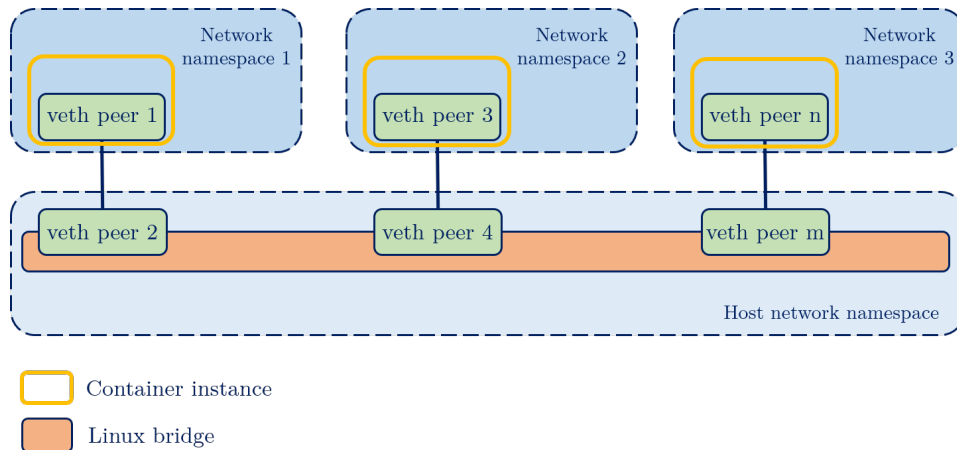 Network
namespace 1
Network
namespace 2
Network
namespace 3
veth peer 1
veth peer 3
veth peer n
veth peer 2
veth peer 4
veth peer m
Host network namespace
Container instance
Linux bridge